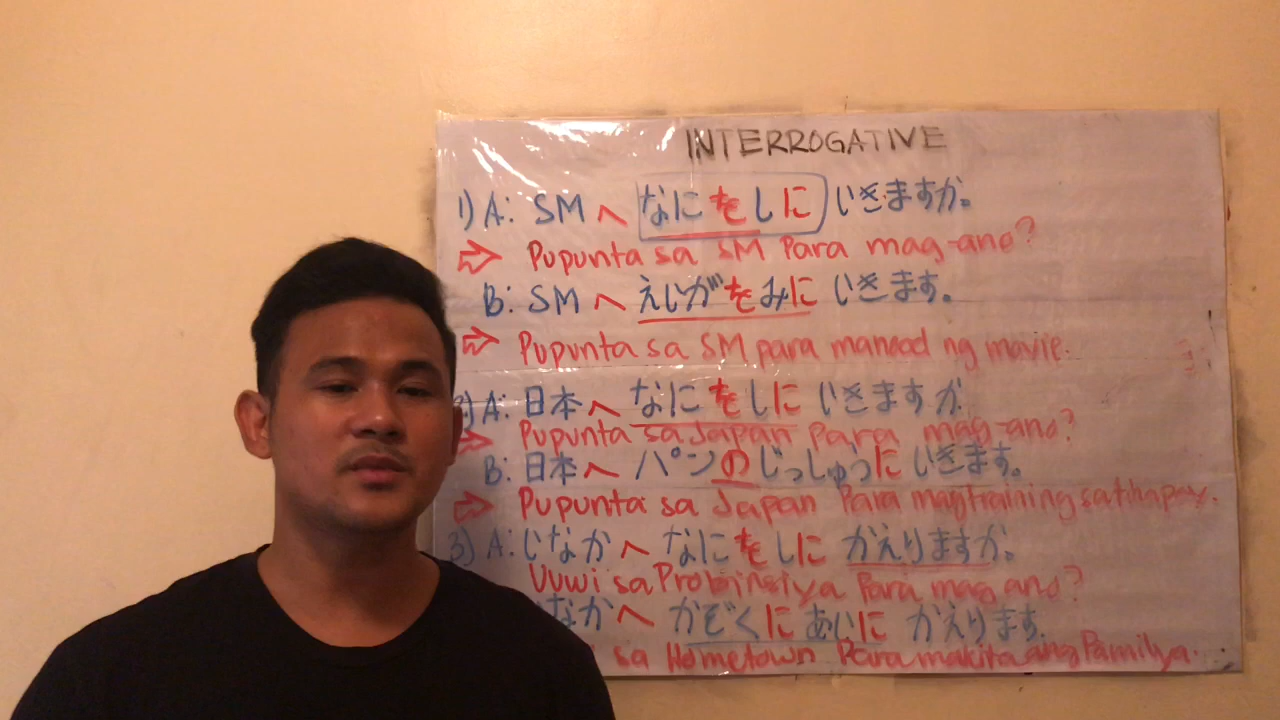 INTERROGATIVE
1) A: SM へ なにをしに いきますか。
⇒ Pupunta sa SM Para mag-ano?
B: SM へ えいがをみに いきます。
⇒ Pupunta sa SM para manood ng movie.
2) A: 日本へ なにをしに いきますか
Pupunta sa Japan Para mag-ano?
B: 日本へ パンのじっしゅうに いきます。
⇒ Pupunta sa Japan Para magtraining sa tinapay.
3) A: いなかへ なにをしに かえりますか。
Uuwi sa Probinsiya Para mag ano?
なかへ かぞくに あいに かえります.
sa Hometown Para makita ang Pamilya.